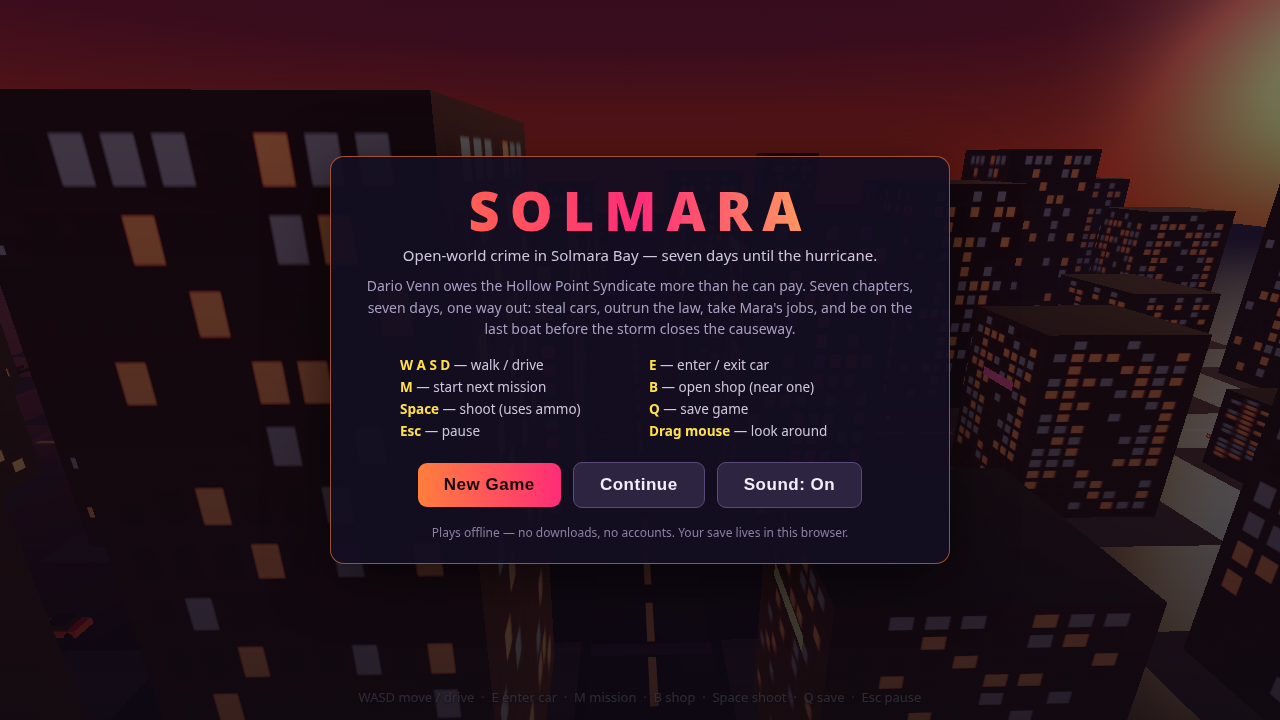 SOLMARA
Open-world crime in Solmara Bay — seven days until the hurricane.
Dario Venn owes the Hollow Point Syndicate more than he can pay. Seven chapters,
seven days, one way out: steal cars, outrun the law, take Mara's jobs, and be on the
last boat before the storm closes the causeway.
W A S D — walk / drive
E — enter / exit car
M — start next mission
B — open shop (near one)
Space — shoot (uses ammo)
Q — save game
Esc — pause
Drag mouse — look around
New Game
Continue
Sound: On
Plays offline — no downloads, no accounts. Your save lives in this browser.
WASD move / drive · E enter car · M mission · B shop · Space shoot · Q save · Esc pause